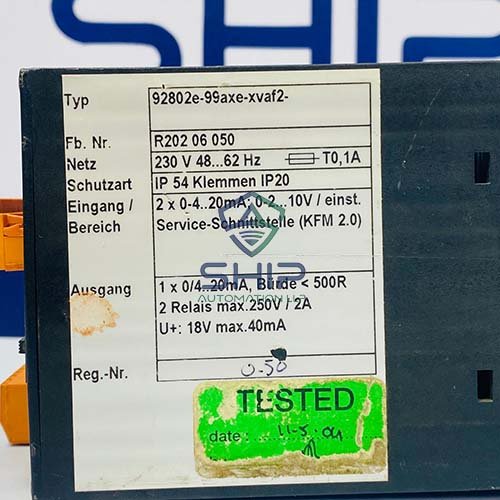 SHIP
Typ 92802e-99axe-xvaf2-
Fb. Nr. R202 06 050
Netz 230 V 48...62 Hz T0,1A
Schutzart IP 54 Klemmen IP20
Eingang / 2 x 0-4..20mA; 0-2...10V / einst.
Bereich Service-Schnittstelle (KFM 2.0)
SHIP
AUTOMATION LLP
Ausgang 1 x 0/4..20mA, Bürde < 500R
2 Relais max.250V / 2A
U+: 18V max.40mA
Reg.-Nr. 0-50
TESTED
date: 11-5-04